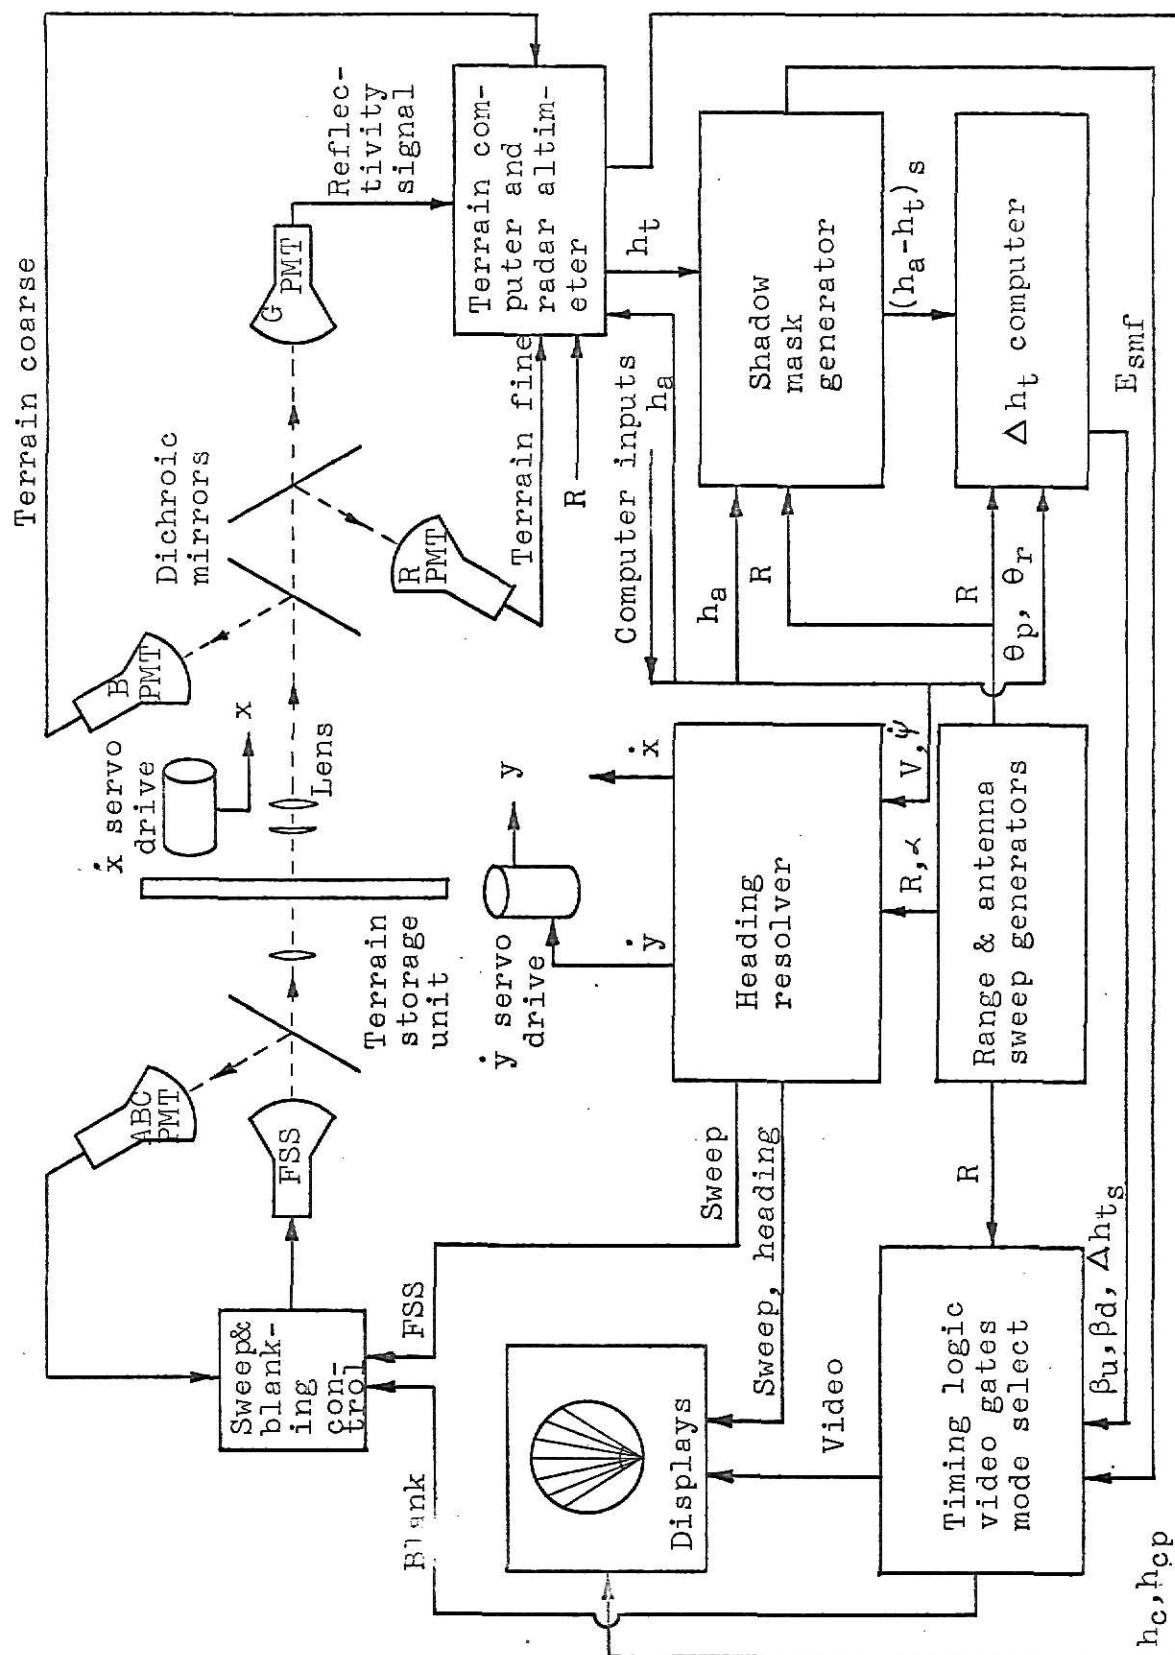 Terrain coarse
Reflec-
tivity
signal
G
PMT
Dichroic
mirrors
B
PMT
R
PMT
Terrain fine
R
Terrain com-
puter and
radar altim-
eter
h_t
h_a
Computer inputs
ẋ servo
drive
x
Lens
Terrain
storage
unit
ABC
PMT
FSS
Sweep&
blank-
ing
con-
trol
FSS
Blank
ẏ servo
drive
y
ẏ
ẋ
Heading
resolver
V, ψ̇
R, α
Sweep
Sweep, heading
Shadow
mask
generator
h_a
R
(h_a-h_t)_s
Δh_t computer
R
θ_p, θ_r
E_smf
Range & antenna
sweep generators
R
Displays
Video
Timing logic
video gates
mode select
βu, βd, Δh_t_s
h_c, h_cp